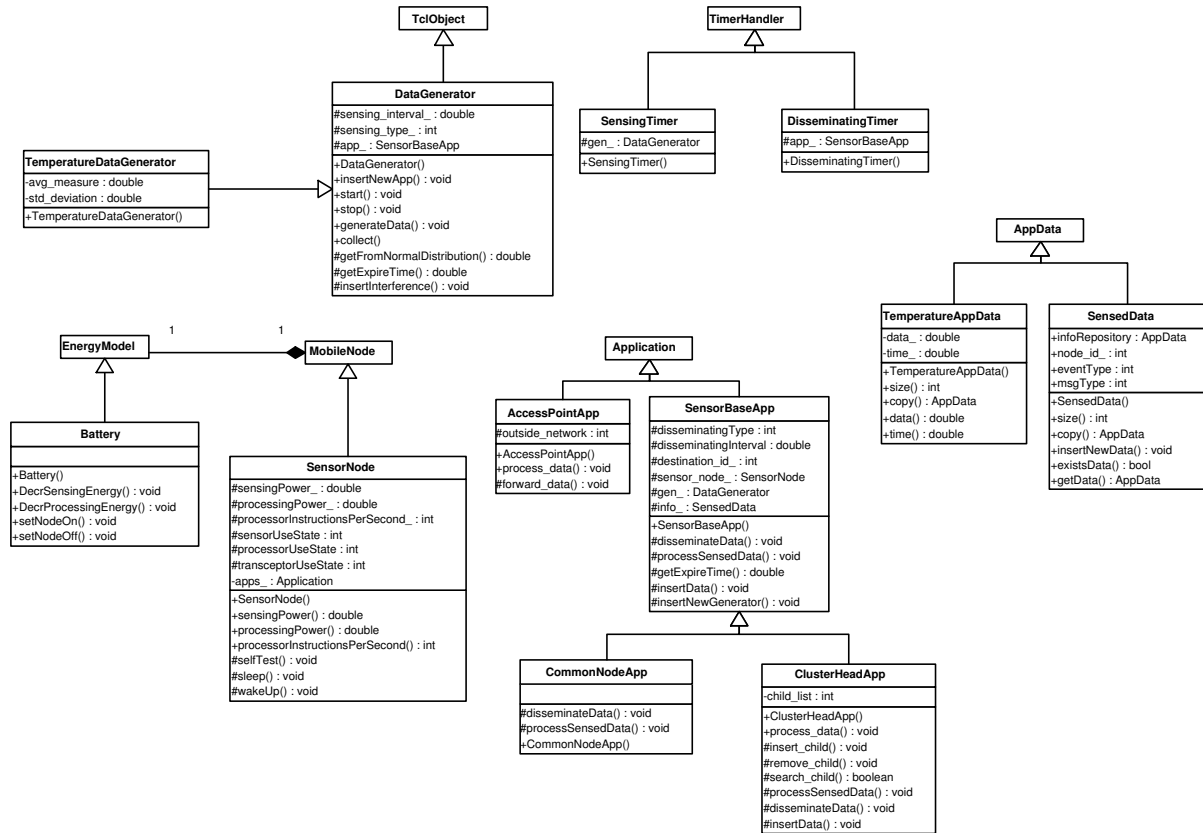 TclObject
DataGenerator
#sensing_interval_ : double
#sensing_type_ : int
#app_ : SensorBaseApp
+DataGenerator()
+insertNewApp() : void
+start() : void
+stop() : void
+generateData() : void
+collect()
#getFromNormalDistribution() : double
#getExpireTime() : double
#insertInterference() : void
TemperatureDataGenerator
-avg_measure : double
-std_deviation : double
+TemperatureDataGenerator()
TimerHandler
SensingTimer
#gen_ : DataGenerator
+SensingTimer()
DisseminatingTimer
#app_ : SensorBaseApp
+DisseminatingTimer()
AppData
TemperatureAppData
-data_ : double
-time_ : double
+TemperatureAppData()
+size() : int
+copy() : AppData
+data() : double
+time() : double
SensedData
+infoRepository : AppData
+node_id_ : int
+eventType : int
+msgType : int
+SensedData()
+size() : int
+copy() : AppData
+insertNewData() : void
+existsData() : bool
+getData() : AppData
EnergyModel
1
1
MobileNode
Battery
+Battery()
+DecrSensingEnergy() : void
+DecrProcessingEnergy() : void
+setNodeOn() : void
+setNodeOff() : void
SensorNode
#sensingPower_ : double
#processingPower_ : double
#processorInstructionsPerSecond_ : int
#sensorUseState : int
#processorUseState : int
#transceptorUseState : int
-apps_ : Application
+SensorNode()
+sensingPower() : double
+processingPower() : double
+processorInstructionsPerSecond() : int
#selfTest() : void
#sleep() : void
#wakeUp() : void
Application
AccessPointApp
#outside_network : int
+AccessPointApp()
+process_data() : void
#forward_data() : void
SensorBaseApp
#disseminatingType : int
#disseminatingInterval : double
#destination_id_ : int
#sensor_node_ : SensorNode
#gen_ : DataGenerator
#info_ : SensedData
+SensorBaseApp()
#disseminateData() : void
#processSensedData() : void
#getExpireTime() : double
#insertData() : void
#insertNewGenerator() : void
CommonNodeApp
#disseminateData() : void
#processSensedData() : void
+CommonNodeApp()
ClusterHeadApp
-child_list : int
+ClusterHeadApp()
+process_data() : void
#insert_child() : void
#remove_child() : void
#search_child() : boolean
#processSensedData() : void
#disseminateData() : void
#insertData() : void